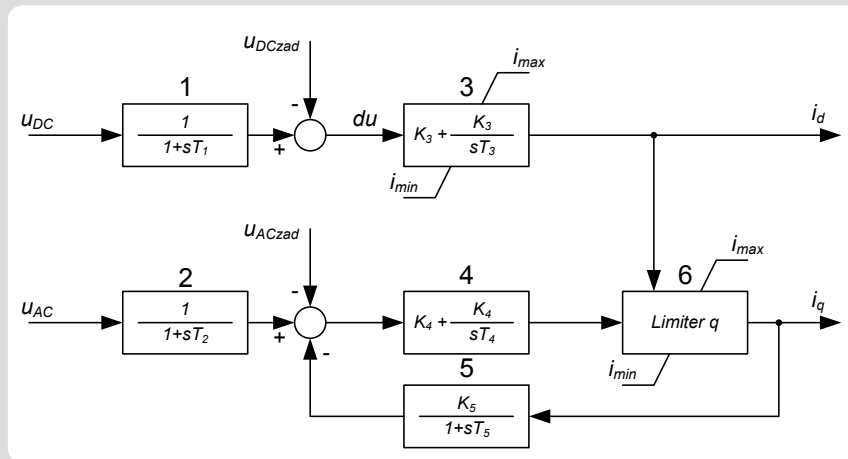 u_DCzad
1
3
i_max
u_DC
1
1+sT_1
-
+
du
K_3 + K_3
sT_3
i_d
i_min
u_ACzad
2
4
6
i_max
u_AC
1
1+sT_2
-
+
-
K_4 + K_4
sT_4
Limiter q
i_q
5
i_min
K_5
1+sT_5